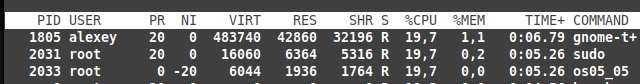 PID USER PR NI VIRT RES SHR S %CPU %MEM TIME+ COMMAND
1805 alexey 20 0 483740 42860 32196 R 19,7 1,1 0:06.79 gnome-t+
2031 root 20 0 16060 6364 5316 R 19,7 0,2 0:05.26 sudo
2033 root 0 -20 6044 1936 1764 R 19,7 0,0 0:05.26 os05_05